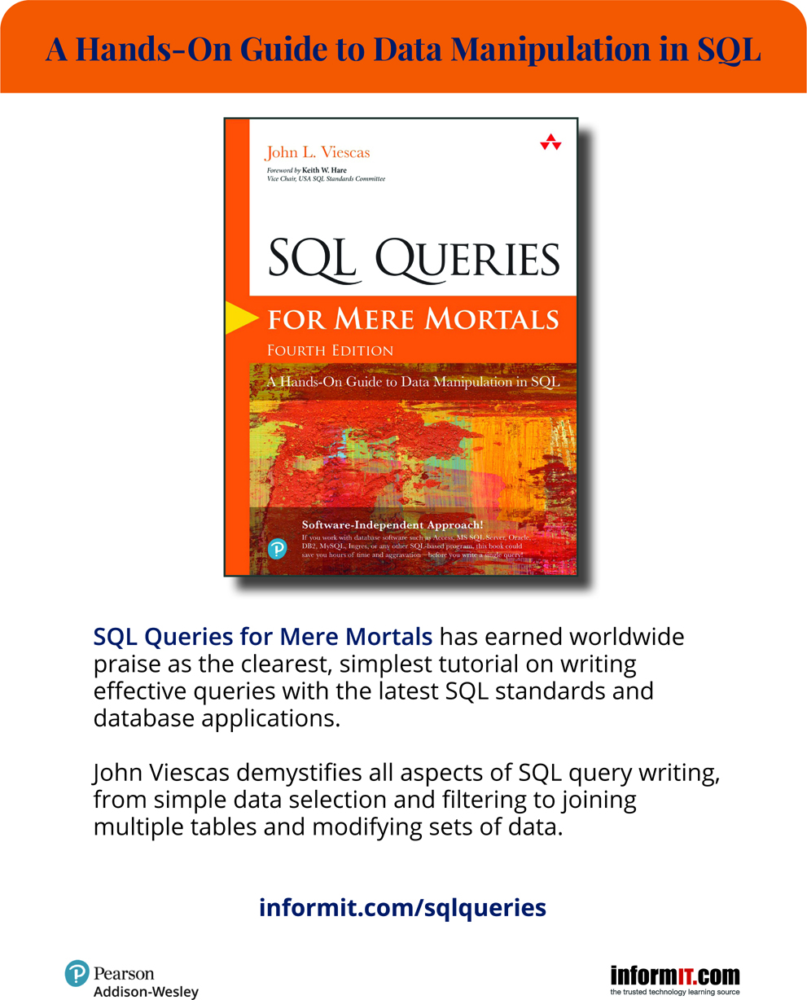 A Hands-On Guide to Data Manipulation in SQL
John L. Viescas
Foreword by Keith W. Hare
Vice Chair, USA SQL Standards Committee
SQL QUERIES
FOR MERE MORTALS
FOURTH EDITION
A Hands-On Guide to Data Manipulation in SQL
Software-Independent Approach!
If you work with database software such as Access, MS SQL Server, Oracle,
DB2, MySQL, Ingres, or any other SQL-based program, this book could
save you hours of time and aggravation—before you write a single query!
P
SQL Queries for Mere Mortals has earned worldwide
praise as the clearest, simplest tutorial on writing
effective queries with the latest SQL standards and
database applications.
John Viescas demystifies all aspects of SQL query writing,
from simple data selection and filtering to joining
multiple tables and modifying sets of data.
informit.com/sqlqueries
P Pearson
Addison-Wesley
informIT.com
the trusted technology learning source